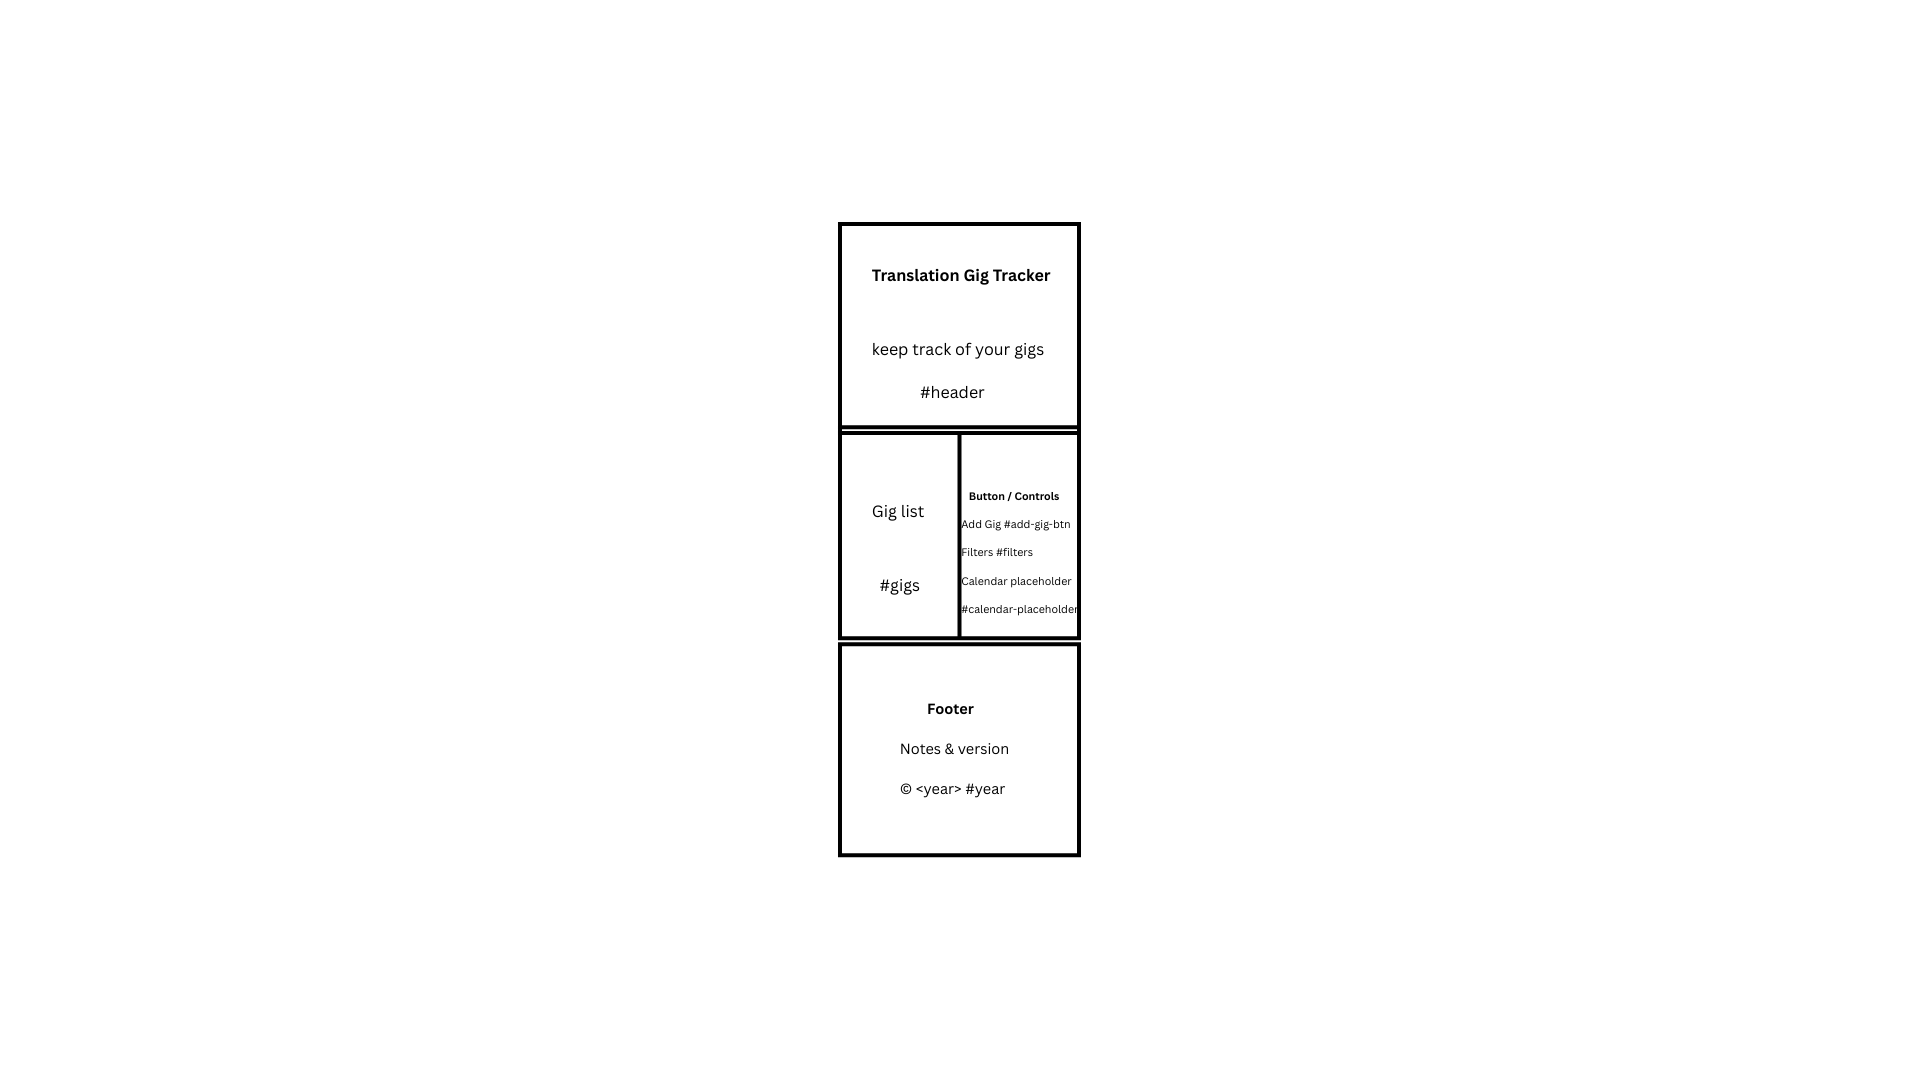 Translation Gig Tracker
keep track of your gigs
#header
Gig list
#gigs
Button / Controls
Add Gig #add-gig-btn
Filters #filters
Calendar placeholder
#calendar-placeholder
Footer
Notes & version
© <year> #year